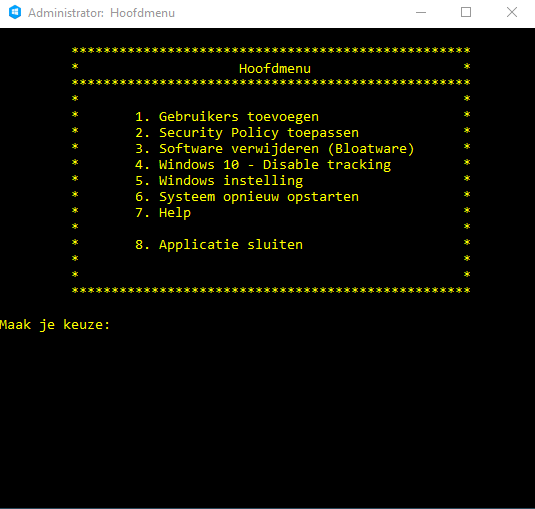 Administrator: Hoofdmenu
**************************************************
* Hoofdmenu *
**************************************************
* *
* 1. Gebruikers toevoegen *
* 2. Security Policy toepassen *
* 3. Software verwijderen (Bloatware) *
* 4. Windows 10 - Disable tracking *
* 5. Windows instelling *
* 6. Systeem opnieuw opstarten *
* 7. Help *
* *
* 8. Applicatie sluiten *
* *
* *
**************************************************
Maak je keuze: